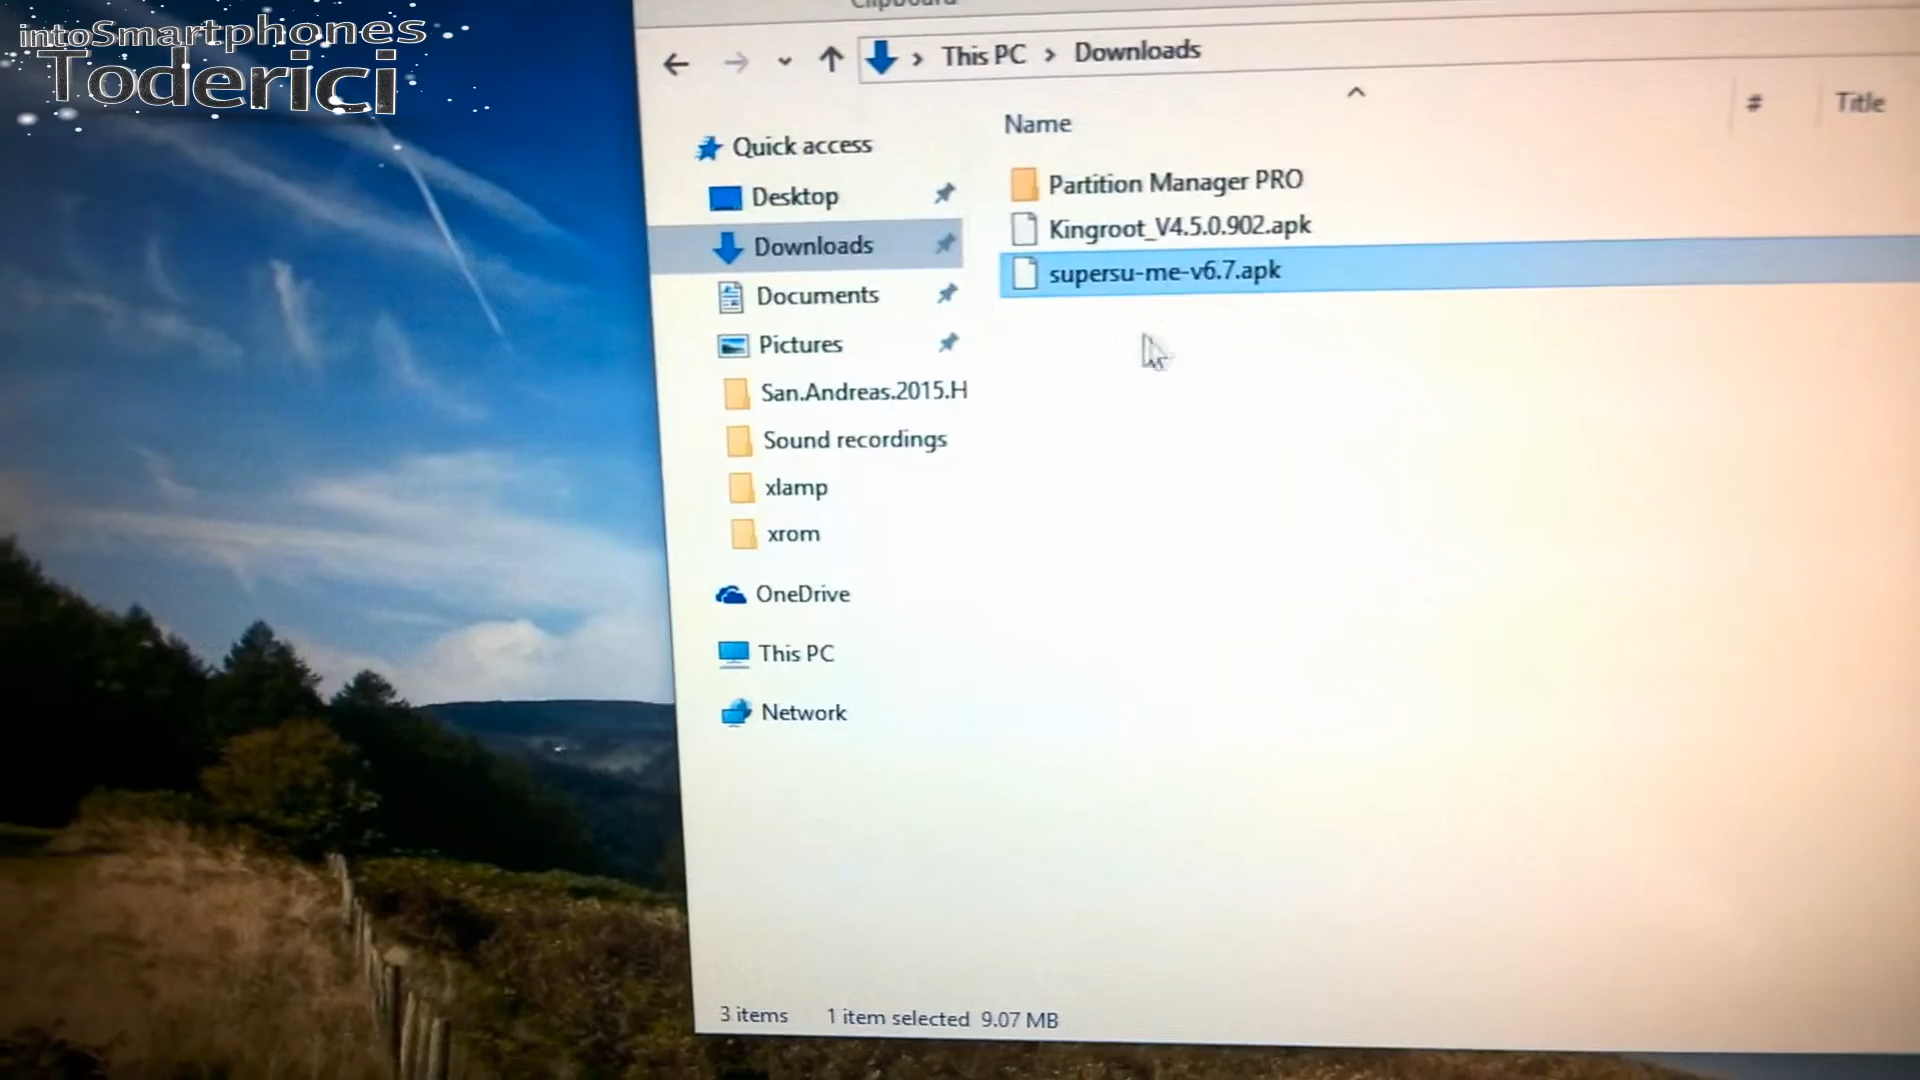 intoSmartphones
Toderici
Clipboard
This PC > Downloads
Name
#
Title
Quick access
Desktop
Downloads
Documents
Pictures
San.Andreas.2015.H
Sound recordings
xlamp
xrom
OneDrive
This PC
Network
Partition Manager PRO
Kingroot_V4.5.0.902.apk
supersu-me-v6.7.apk
3 items
1 item selected 9.07 MB